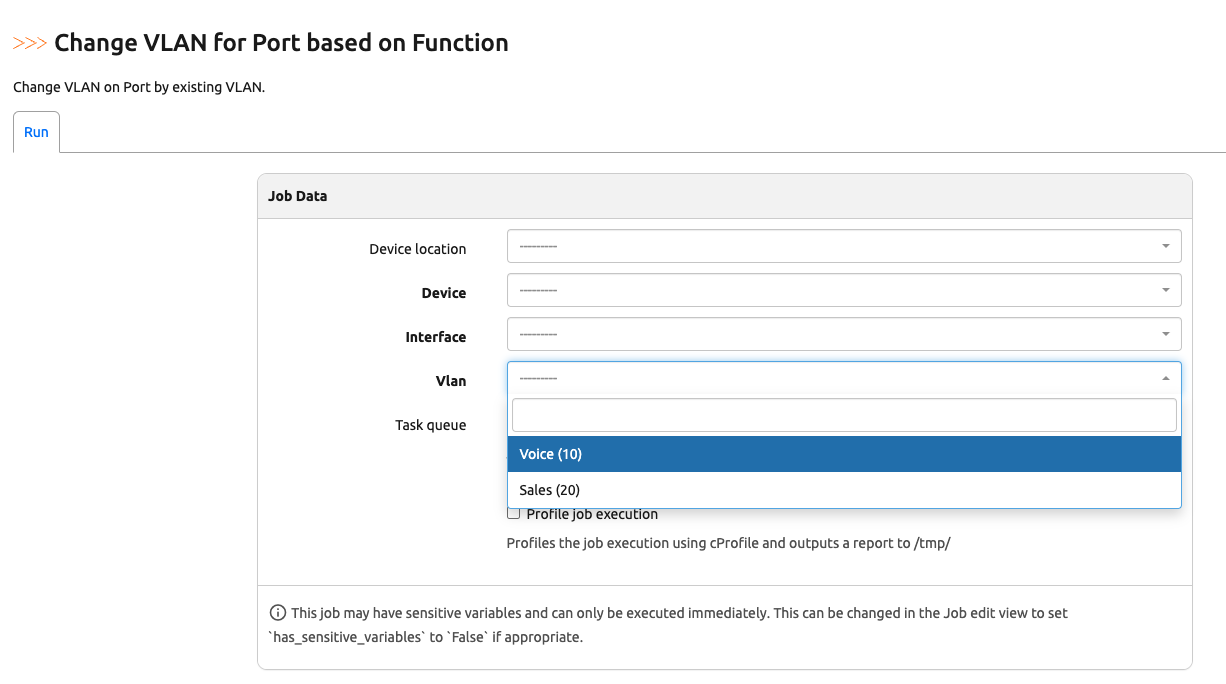 >>> Change VLAN for Port based on Function
Change VLAN on Port by existing VLAN.
Run
Job Data
Device location ---------
Device ---------
Interface ---------
Vlan ---------
Task queue
Voice (10)
Sales (20)
Profile job execution
Profiles the job execution using cProfile and outputs a report to /tmp/
This job may have sensitive variables and can only be executed immediately. This can be changed in the Job edit view to set
`has_sensitive_variables` to `False` if appropriate.